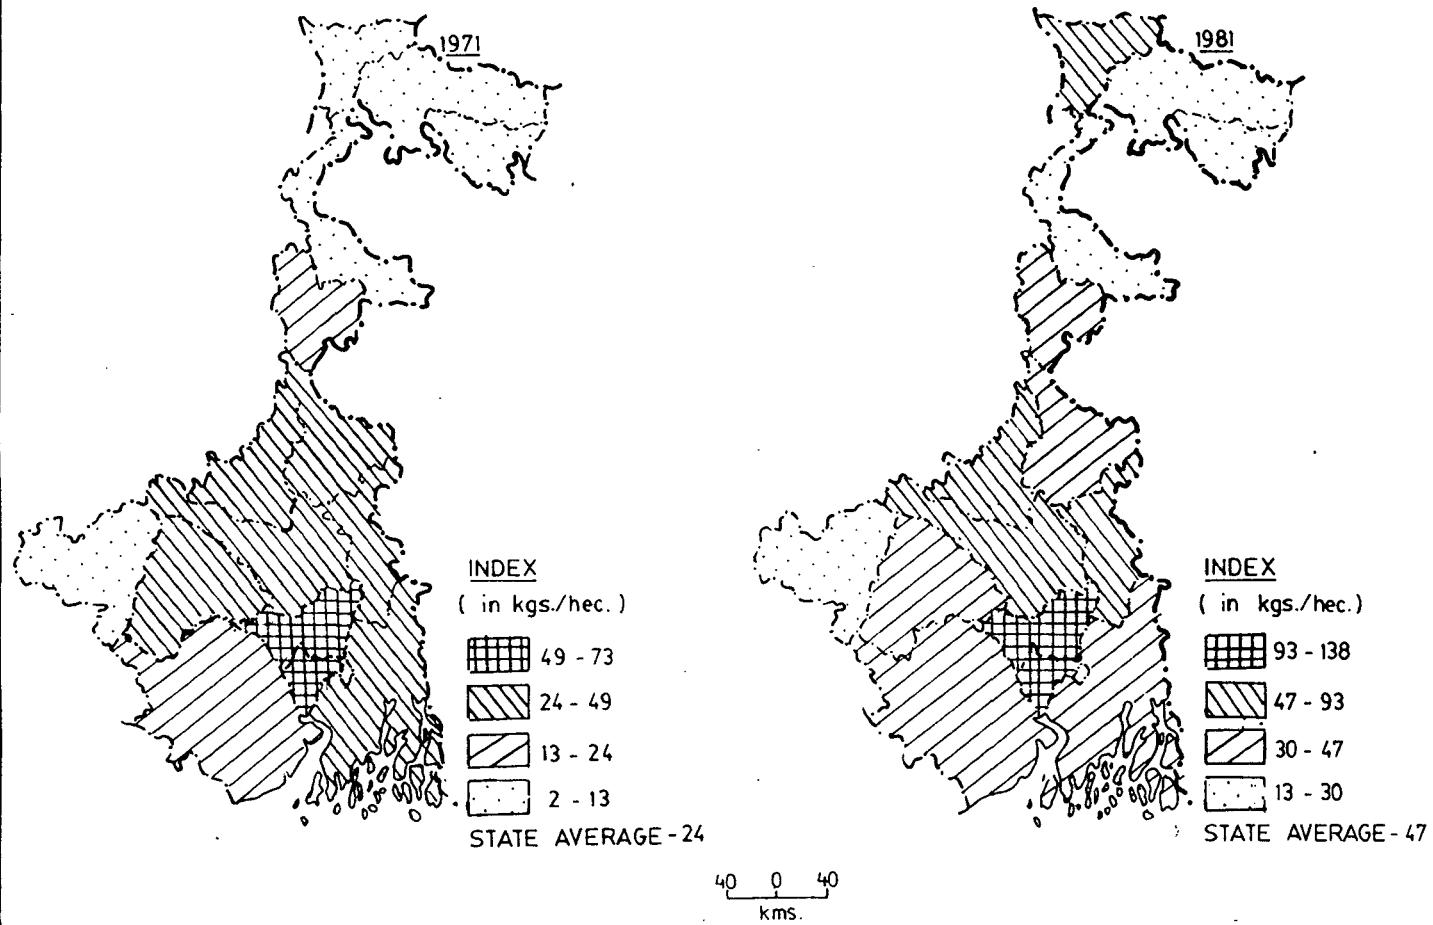 1971
INDEX
( in kgs./hec. )
49 - 73
24 - 49
13 - 24
2 - 13
STATE AVERAGE - 24
1981
INDEX
( in kgs./hec.)
93 - 138
47 - 93
30 - 47
13 - 30
STATE AVERAGE - 47
40 0 40
kms.